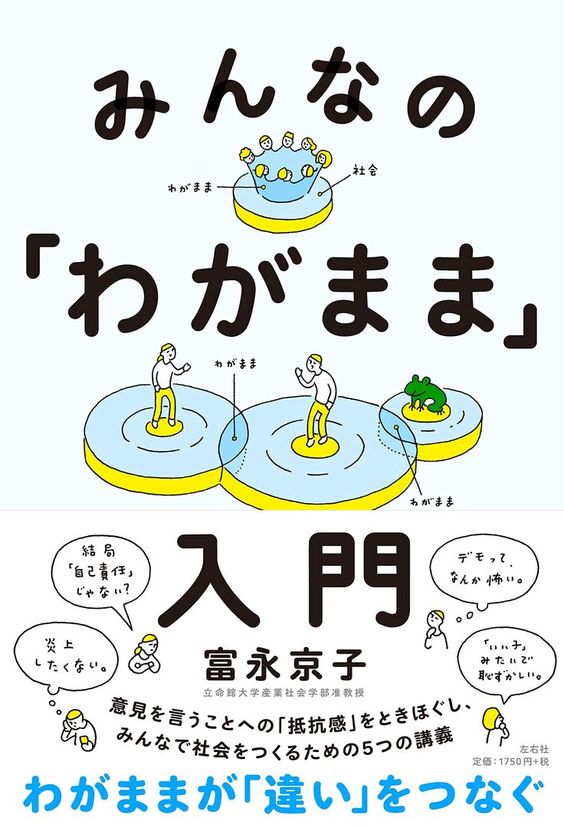 みんなの
わがまま
社会
「わがまま」
わがまま
わがまま
入門
結局
「自己責任」
じゃない?
デモって、
なんか怖い。
炎上
したくない。
「いい子」
みたいで
恥ずかしい。
富永京子
立命館大学産業社会学部准教授
意見を言うことへの「抵抗感」をときほぐし、
みんなで社会をつくるための5つの講義
左右社
定価:1750円+税
わがままが「違い」をつなぐ